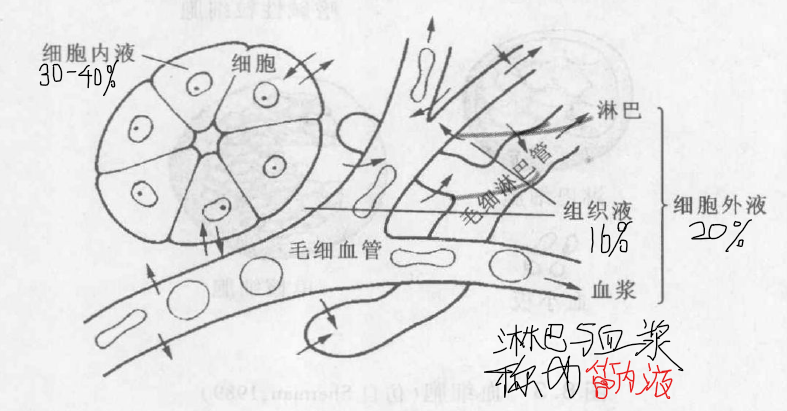 细胞内液
30-40%
细胞
淋巴
毛细淋巴管
组织液
16%
细胞外液
20%
毛细血管
血浆
淋巴与血浆
称为管内液
Sherman, 1989)